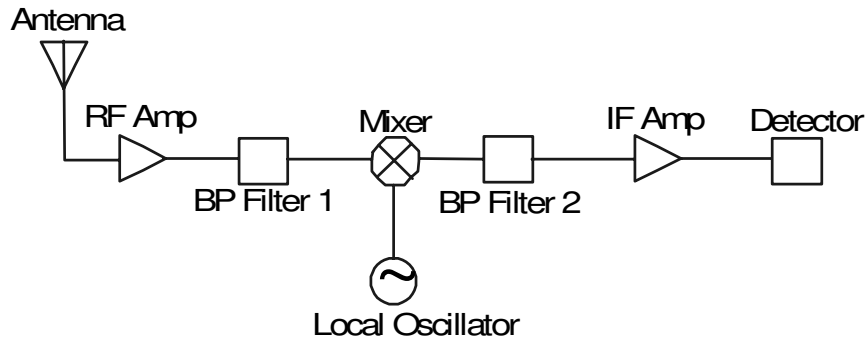 Antenna
RF Amp
Mixer
IF Amp
Detector
BP Filter 1
BP Filter 2
Local Oscillator